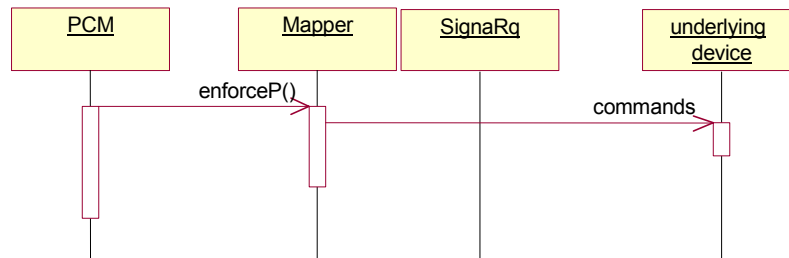 PCM
Mapper
SignaRq
underlying
device
enforceP()
commands